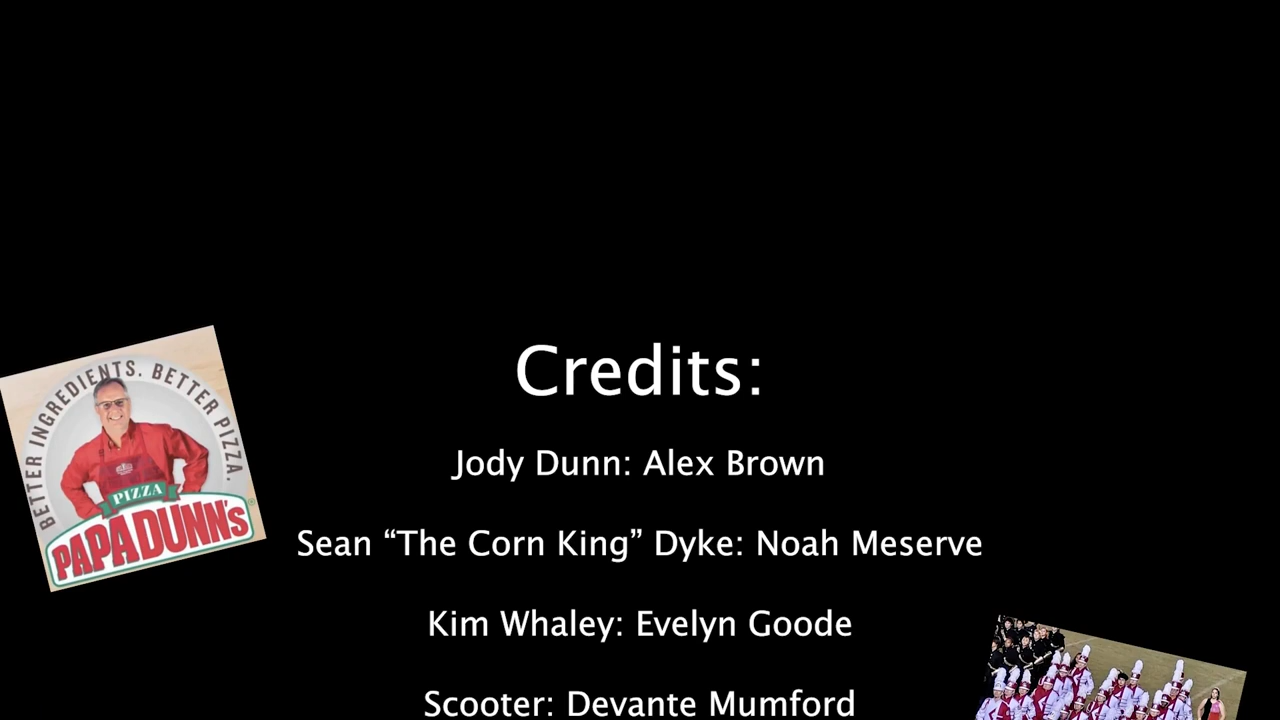 Credits:
BETTER INGREDIENTS. BETTER PIZZA.
Jody Dunn: Alex Brown
PIZZA
PAPA DUNN'S
Sean “The Corn King” Dyke: Noah Meserve
Kim Whaley: Evelyn Goode
Scooter: Devante Mumford